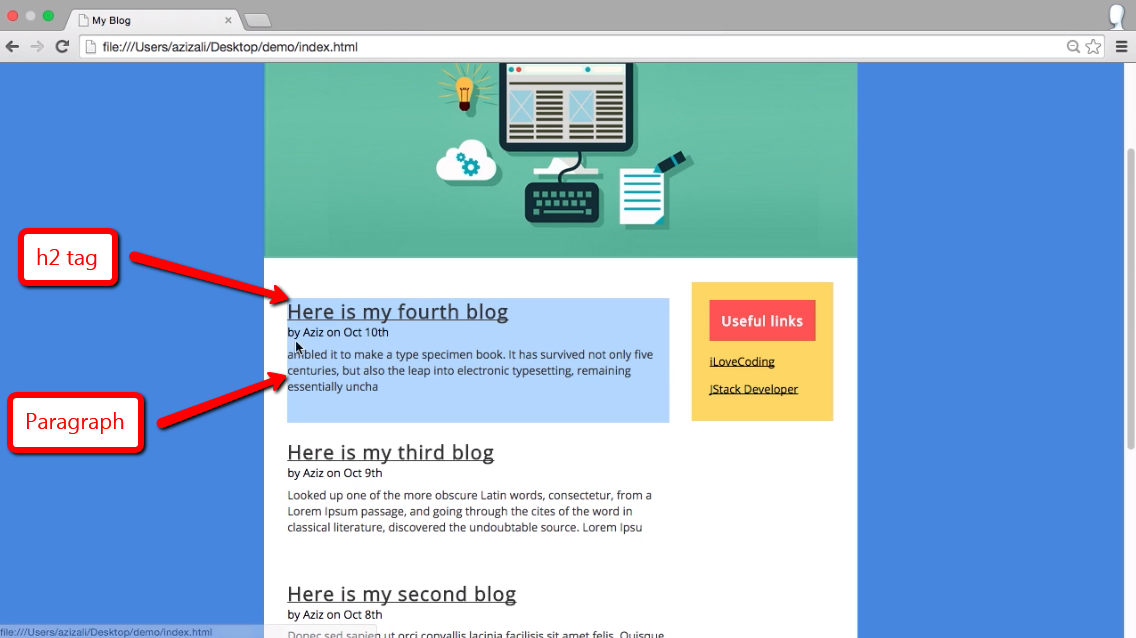 My Blog
file:///Users/azizali/Desktop/demo/index.html
h2 tag
Here is my fourth blog
by Aziz on Oct 10th
ambled it to make a type specimen book. It has survived not only five
centuries, but also the leap into electronic typesetting, remaining
essentially uncha
Paragraph
Useful links
iLoveCoding
JStack Developer
Here is my third blog
by Aziz on Oct 9th
Looked up one of the more obscure Latin words, consectetur, from a
Lorem Ipsum passage, and going through the cites of the word in
classical literature, discovered the undoubtable source. Lorem Ipsu
Here is my second blog
by Aziz on Oct 8th
Donec sed sapien ut orci convallis lacinia facilisis sit amet felis. Quisque
file:///Users/azizali/Desktop/demo/index.html